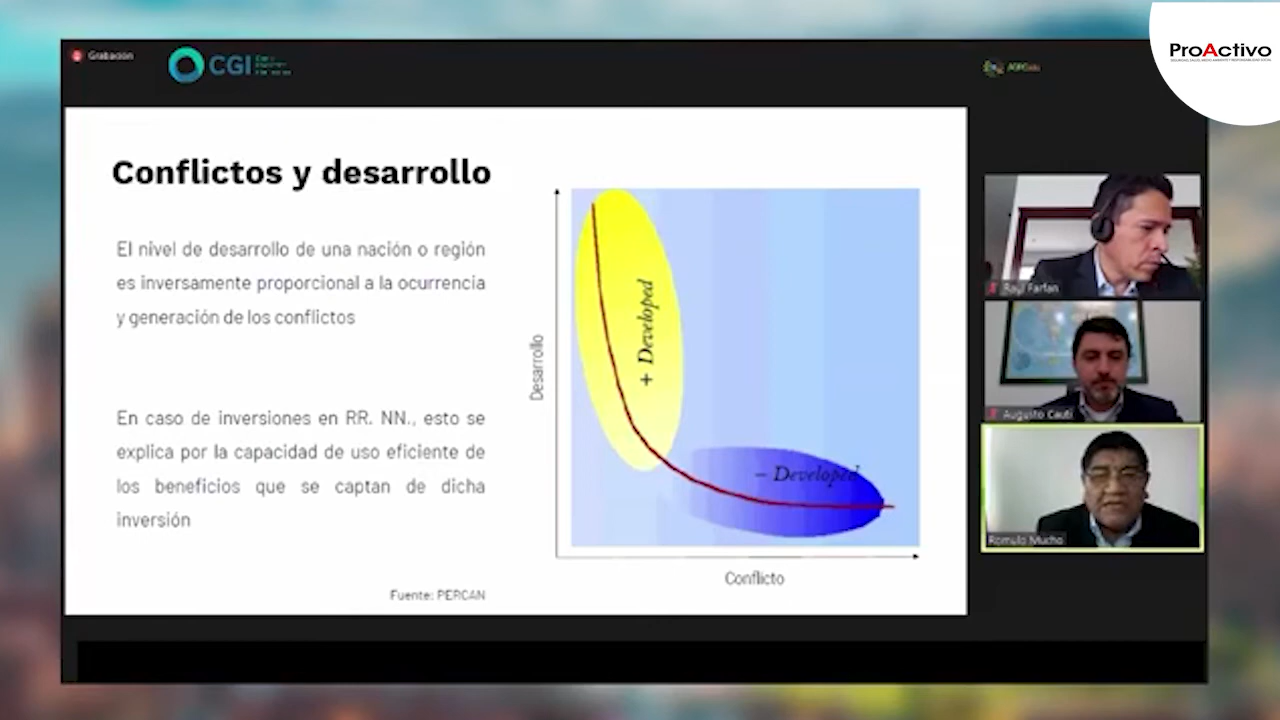 Grabación
CGI
ProActivo
Conflictos y desarrollo
El nivel de desarrollo de una nación o región
es inversamente proporcional a la ocurrencia
y generación de los conflictos
En caso de inversiones en RR. NN., esto se
explica por la capacidad de uso eficiente de
los beneficios que se captan de dicha
inversión
Fuente: PERCAN
Desarrollo
+ Developed
- Developed
Conflicto
Raúl Farfan
Augusto Cauti
Romulo Mucho